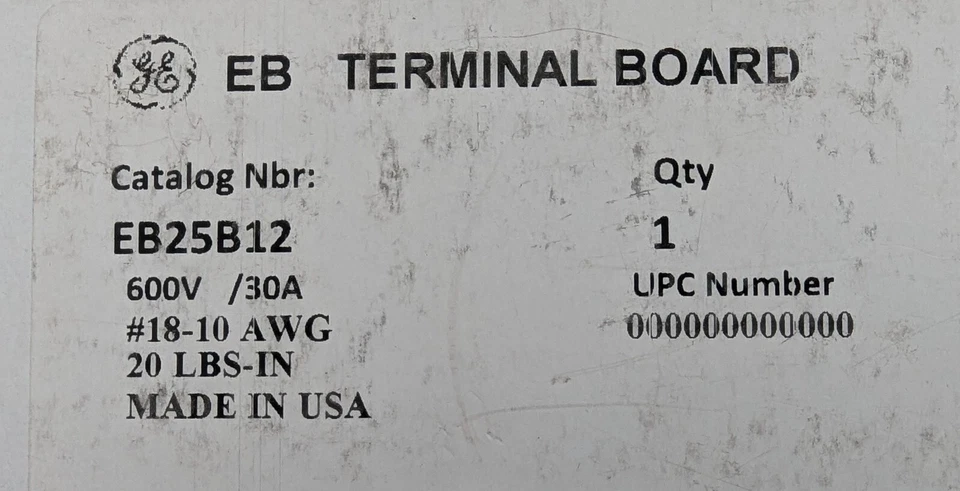 GE EB TERMINAL BOARD
Catalog Nbr: Qty
EB25B12 1
600V /30A UPC Number
#18-10 AWG 000000000000
20 LBS-IN
MADE IN USA